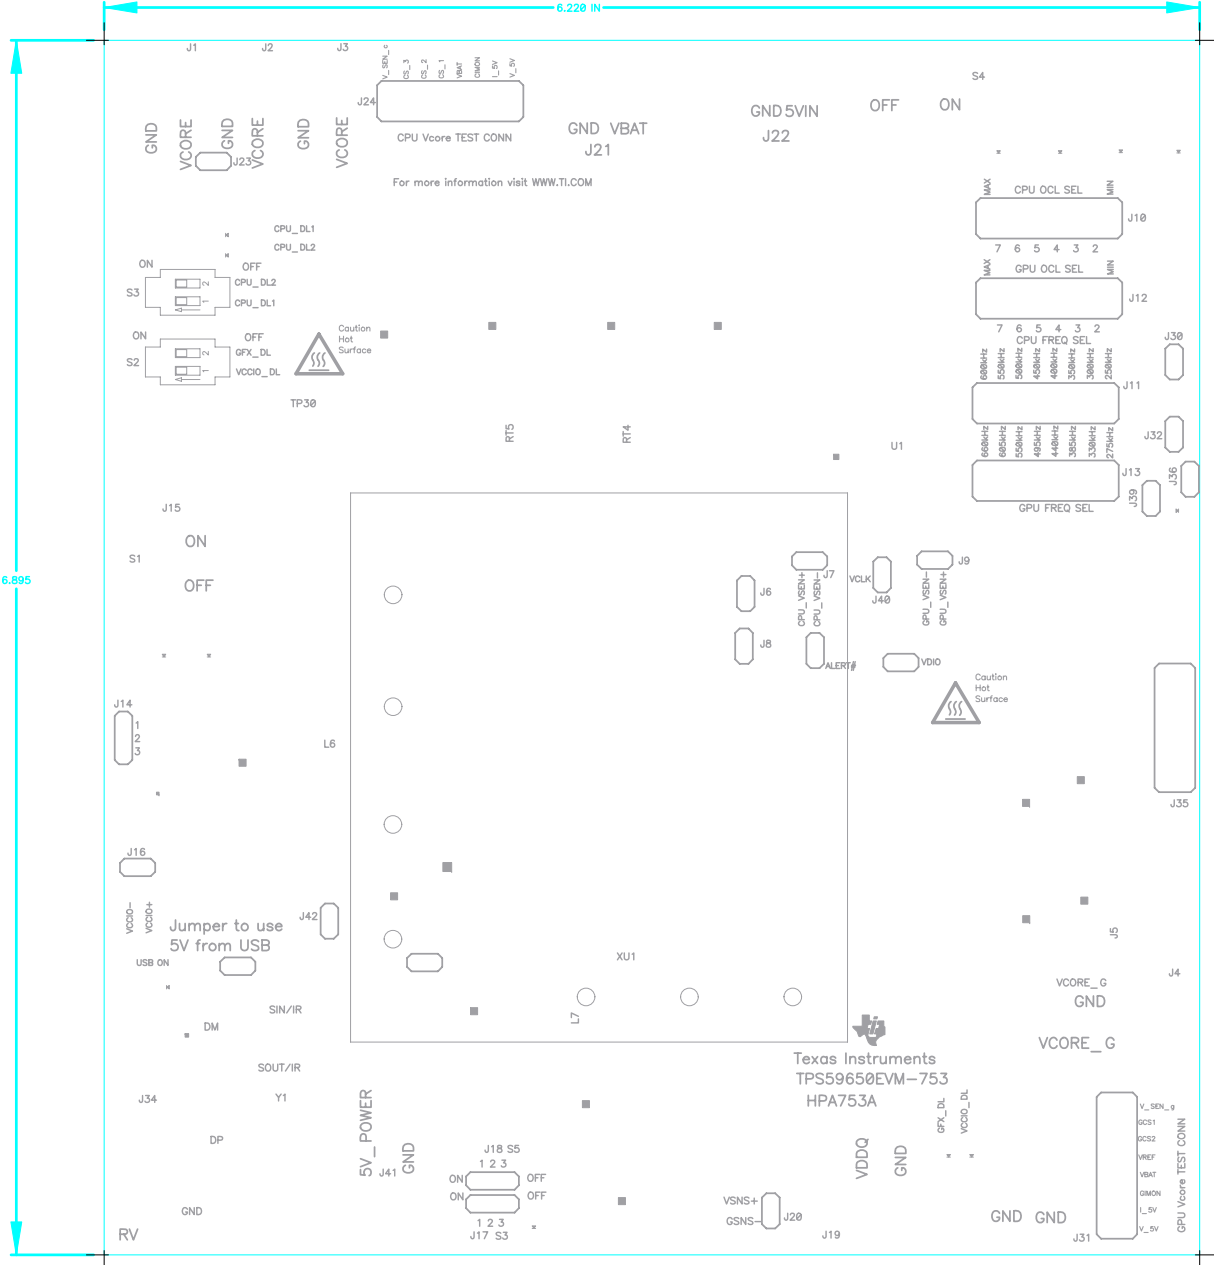 6.220 IN
J1
J2
J3
V_SEN_c
CS_3
CS_2
CS_1
VBAT
CIMON
I_5V
V_5V
J24
CPU Vcore TEST CONN
GND
VCORE
GND
VCORE
GND
VCORE
J23
GND VBAT
J21
GND 5VIN
J22
OFF
ON
S4
For more information visit WWW.TI.COM
MAX
CPU OCL SEL
MIN
J10
7 6 5 4 3 2
MAX
GPU OCL SEL
MIN
J12
7 6 5 4 3 2
CPU FREQ SEL
600kHz
550kHz
500kHz
450kHz
400kHz
350kHz
300kHz
250kHz
J11
660kHz
605kHz
550kHz
495kHz
440kHz
385kHz
330kHz
275kHz
J13
GPU FREQ SEL
J30
J32
J36
J39
CPU_DL1
CPU_DL2
ON
OFF
S3
2
CPU_DL2
1
CPU_DL1
ON
OFF
S2
2
GFX_DL
1
VCCIO_DL
Caution
Hot
Surface
TP30
RT5
RT4
U1
J15
ON
S1
OFF
6.895
J7
CPU_VSEN+
CPU_VSEN-
J6
J8
ALERT#
VCLK
J40
J9
GPU_VSEN-
GPU_VSEN+
VDIO
Caution
Hot
Surface
J14
1
2
3
L6
J35
J16
VCCIO-
VCCIO+
J42
Jumper to use
5V from USB
USB ON
XU1
J5
J4
VCORE_G
GND
VCORE_G
SIN/IR
DM
L7
SOUT/IR
J34
Y1
DP
GND
RV
Texas Instruments
TPS59650EVM-753
HPA753A
5V_POWER
J41
GND
J18 S5
1 2 3
ON
OFF
ON
OFF
1 2 3
J17 S3
VSNS+
GSNS-
J20
J19
VDDQ
GND
GFX_DL
VCCIO_DL
GND
GND
J31
V_SEN_g
GCS1
GCS2
VREF
VBAT
GIMON
I_5V
V_5V
GPU Vcore TEST CONN